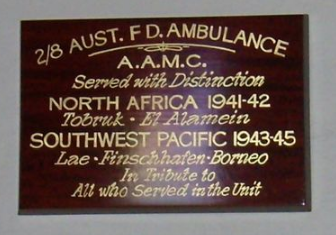 2/8 AUST. F D. AMBULANCE
A.A.M.C.
Served with Distinction
NORTH AFRICA 1941-42
Tobruk • El Alamein
SOUTHWEST PACIFIC 1943-45
Lae • Finschhafen • Borneo
In Tribute to
All who Served in the Unit